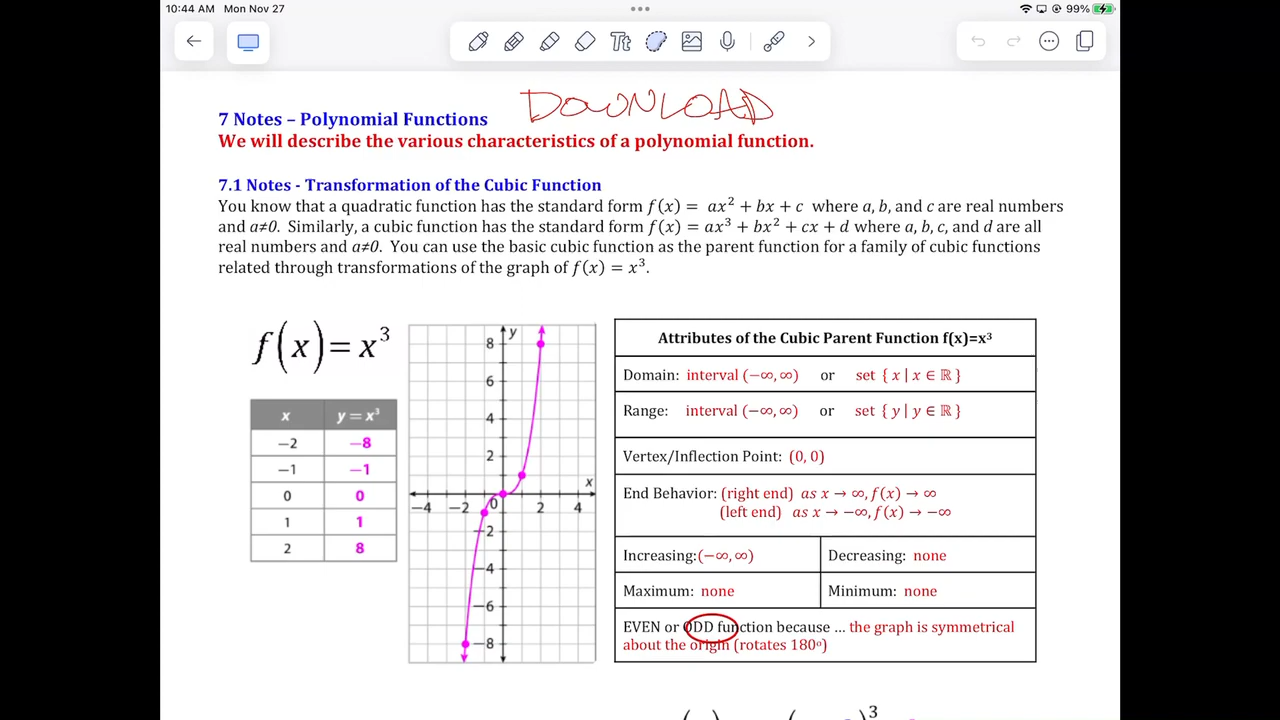 10:44 AM Mon Nov 27
99%
DOWNLOAD
7 Notes – Polynomial Functions
We will describe the various characteristics of a polynomial function.
7.1 Notes - Transformation of the Cubic Function
You know that a quadratic function has the standard form f(x) = ax² + bx + c where a, b, and c are real numbers
and a≠0. Similarly, a cubic function has the standard form f(x) = ax³ + bx² + cx + d where a, b, c, and d are all
real numbers and a≠0. You can use the basic cubic function as the parent function for a family of cubic functions
related through transformations of the graph of f(x) = x³.
f(x) = x³
x y = x³
−2 −8
−1 −1
0 0
1 1
2 8
y
8
6
4
2
x
−4 −2 0 2 4
−2
−4
−6
−8
Attributes of the Cubic Parent Function f(x)=x³
Domain: interval (−∞, ∞) or set { x | x ∈ ℝ }
Range: interval (−∞, ∞) or set { y | y ∈ ℝ }
Vertex/Inflection Point: (0, 0)
End Behavior: (right end) as x → ∞, f(x) → ∞
(left end) as x → −∞, f(x) → −∞
Increasing:(−∞, ∞) Decreasing: none
Maximum: none Minimum: none
EVEN or ODD function because … the graph is symmetrical
about the origin (rotates 180°)